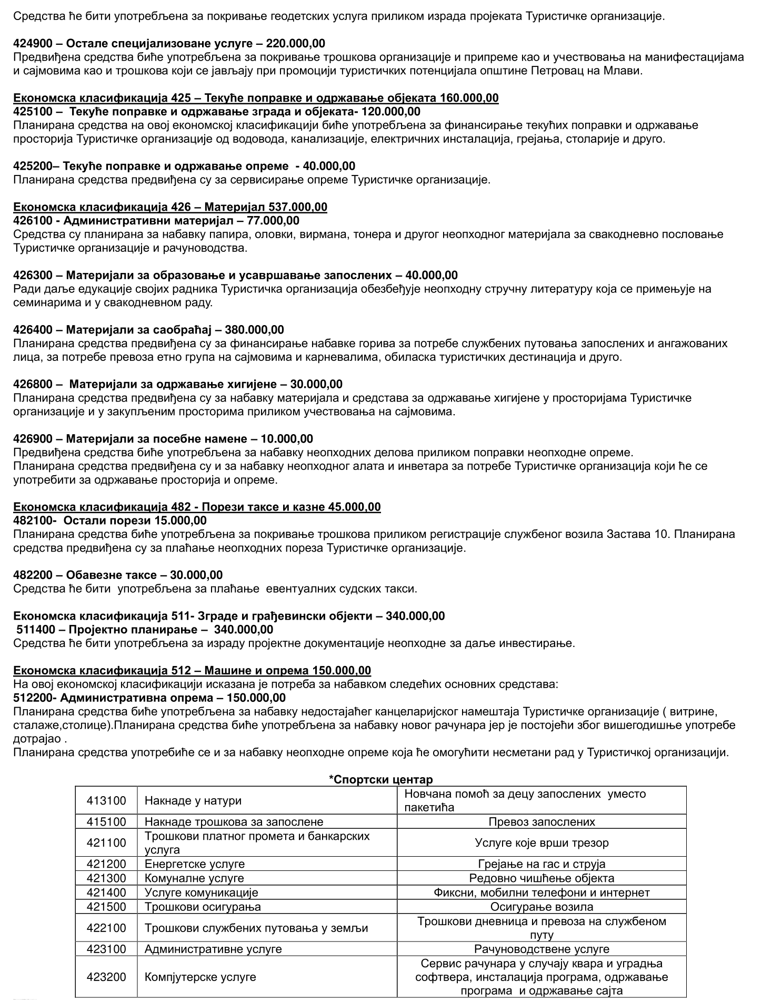 Средства ће бити употребљена за покривање геодетских услуга приликом израда пројеката Туристичке организације.
424900 – Остале специјализоване услуге – 220.000,00
Предвиђена средства биће употребљена за покривање трошкова организације и припреме као и учествовања на манифестацијама
и сајмовима као и трошкова који се јављају при промоцији туристичких потенцијала општине Петровац на Млави.
Економска класификација 425 – Текуће поправке и одржавање објеката 160.000,00
425100 –  Текуће поправке и одржавање зграда и објеката- 120.000,00
Планирана средства на овој економској класификацији биће употребљена за финансирање текућих поправки и одржавање
просторија Туристичке организације од водовода, канализације, електричних инсталација, грејања, столарије и друго.
425200– Текуће поправке и одржавање опреме  - 40.000,00
Планирана средства предвиђена су за сервисирање опреме Туристичке организације.
Економска класификација 426 – Материјал 537.000,00
426100 - Административни материјал – 77.000,00
Средства су планирана за набавку папира, оловки, вирмана, тонера и другог неопходног материјала за свакодневно пословање
Туристичке организације и рачуноводства.
426300 – Материјали за образовање и усавршавање запослених – 40.000,00
Ради даље едукације својих радника Туристичка организација обезбеђује неопходну стручну литературу која се примењује на
семинарима и у свакодневном раду.
426400 – Материјали за саобраћај – 380.000,00
Планирана средства предвиђена су за финансирање набавке горива за потребе службених путовања запослених и ангажованих
лица, за потребе превоза етно група на сајмовима и карневалима, обиласка туристичких дестинација и друго.
426800 –  Материјали за одржавање хигијене – 30.000,00
Планирана средства предвиђена су за набавку материјала и средстава за одржавање хигијене у просторијама Туристичке
организације и у закупљеним просторима приликом учествовања на сајмовима.
426900 – Материјали за посебне намене – 10.000,00
Предвиђена средства биће употребљена за набавку неопходних делова приликом поправки неопходне опреме.
Планирана средства предвиђена су и за набавку неопходног алата и инветара за потребе Туристичке организација који ће се
употребити за одржавање просторија и опреме.
Економска класификација 482 - Порези таксе и казне 45.000,00
482100-  Остали порези 15.000,00
Планирана средства биће употребљена за покривање трошкова приликом регистрације службеног возила Застава 10. Планирана
средства предвиђена су за плаћање неопходних пореза Туристичке организације.
482200 – Обавезне таксе – 30.000,00
Средства ће бити  употребљена за плаћање  евентуалних судских такси.
Економска класификација 511- Зграде и грађевински објекти – 340.000,00
511400 – Пројектно планирање –  340.000,00
Средства ће бити употребљена за израду пројектне документације неопходне за даље инвестирање.
Економска класификација 512 – Машине и опрема 150.000,00
На овој економској класификацији исказана је потреба за набавком следећих основних средстава:
512200- Административна опрема – 150.000,00
Планирана средства биће употребљена за набавку недостајаћег канцеларијског намештаја Туристичке организације ( витрине,
сталаже,столице).Планирана средства биће употребљена за набавку новог рачунара јер је постојећи због вишегодишње употребе
дотрајао .
Планирана средства употребиће се и за набавку неопходне опреме која ће омогућити несметани рад у Туристичкој организацији.
*Спортски центар
413100 Накнаде у натури Новчана помоћ за децу запослених  уместо
пакетића
415100 Накнаде трошкова за запослене Превоз запослених
421100 Трошкови платног промета и банкарских
услуга Услуге које врши трезор
421200 Енергетске услуге Грејање на гас и струја
421300 Комуналне услуге Редовно чишћење објекта
421400 Услуге комуникације Фиксни, мобилни телефони и интернет
421500 Трошкови осигурања Осигурање возила
422100 Трошкови службених путовања у земљи Трошкови дневница и превоза на службеном
путу
423100 Административне услуге Рачуноводствене услуге
423200 Компјутерске услуге Сервис рачунара у случају квара и уградња
софтвера, инсталација програма, одржавање
програма  и одржавање сајта